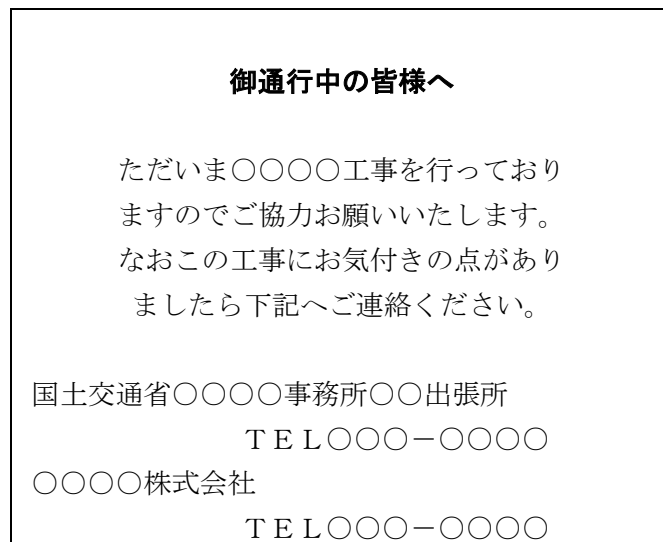 御通行中の皆様へ
ただいま○○○○工事を行っており
ますのでご協力お願いいたします。
なおこの工事にお気付きの点があり
ましたら下記へご連絡ください。
国土交通省○○○○事務所○○出張所
ＴＥＬ○○○－○○○○
○○○○株式会社
ＴＥＬ○○○－○○○○